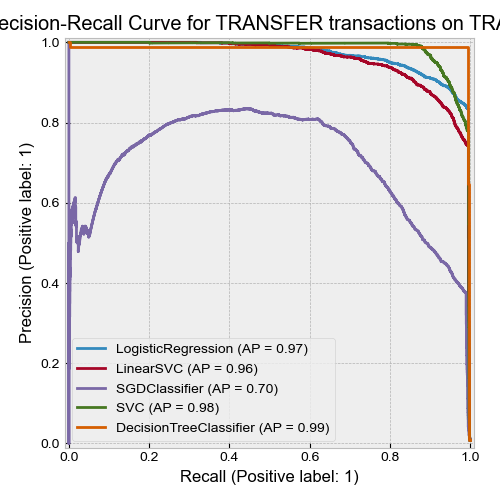 ecision-Recall Curve for TRANSFER transactions on TRA
1.0
0.8
0.6
0.4
0.2
0.0
Precision (Positive label: 1)
LogisticRegression (AP = 0.97)
LinearSVC (AP = 0.96)
SGDClassifier (AP = 0.70)
SVC (AP = 0.98)
DecisionTreeClassifier (AP = 0.99)
0.0 0.2 0.4 0.6 0.8 1.0
Recall (Positive label: 1)